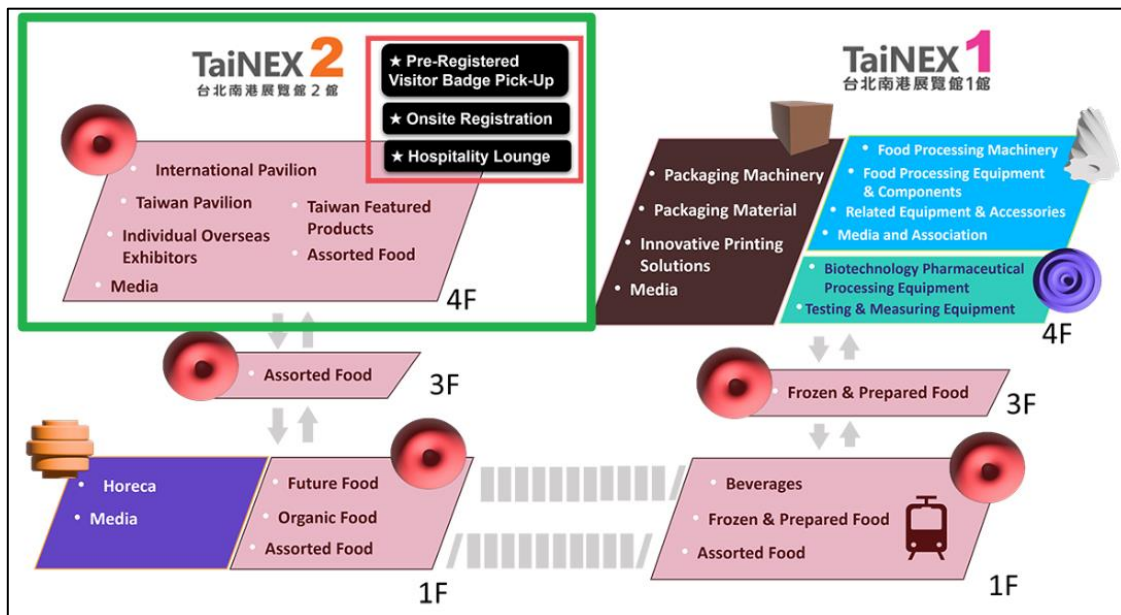 TaiNEX 2
台北南港展覽館 2 館
★ Pre-Registered
Visitor Badge Pick-Up
★ Onsite Registration
★ Hospitality Lounge
• International Pavilion
• Taiwan Pavilion
• Individual Overseas
Exhibitors
• Media
• Taiwan Featured
Products
• Assorted Food
4F
• Assorted Food
3F
• Horeca
• Media
• Future Food
• Organic Food
• Assorted Food
1F
TaiNEX 1
台北南港展覽館1館
• Packaging Machinery
• Packaging Material
• Innovative Printing
Solutions
• Media
• Food Processing Machinery
• Food Processing Equipment
& Components
• Related Equipment & Accessories
• Media and Association
• Biotechnology Pharmaceutical
Processing Equipment
• Testing & Measuring Equipment
4F
• Frozen & Prepared Food
3F
• Beverages
• Frozen & Prepared Food
• Assorted Food
1F